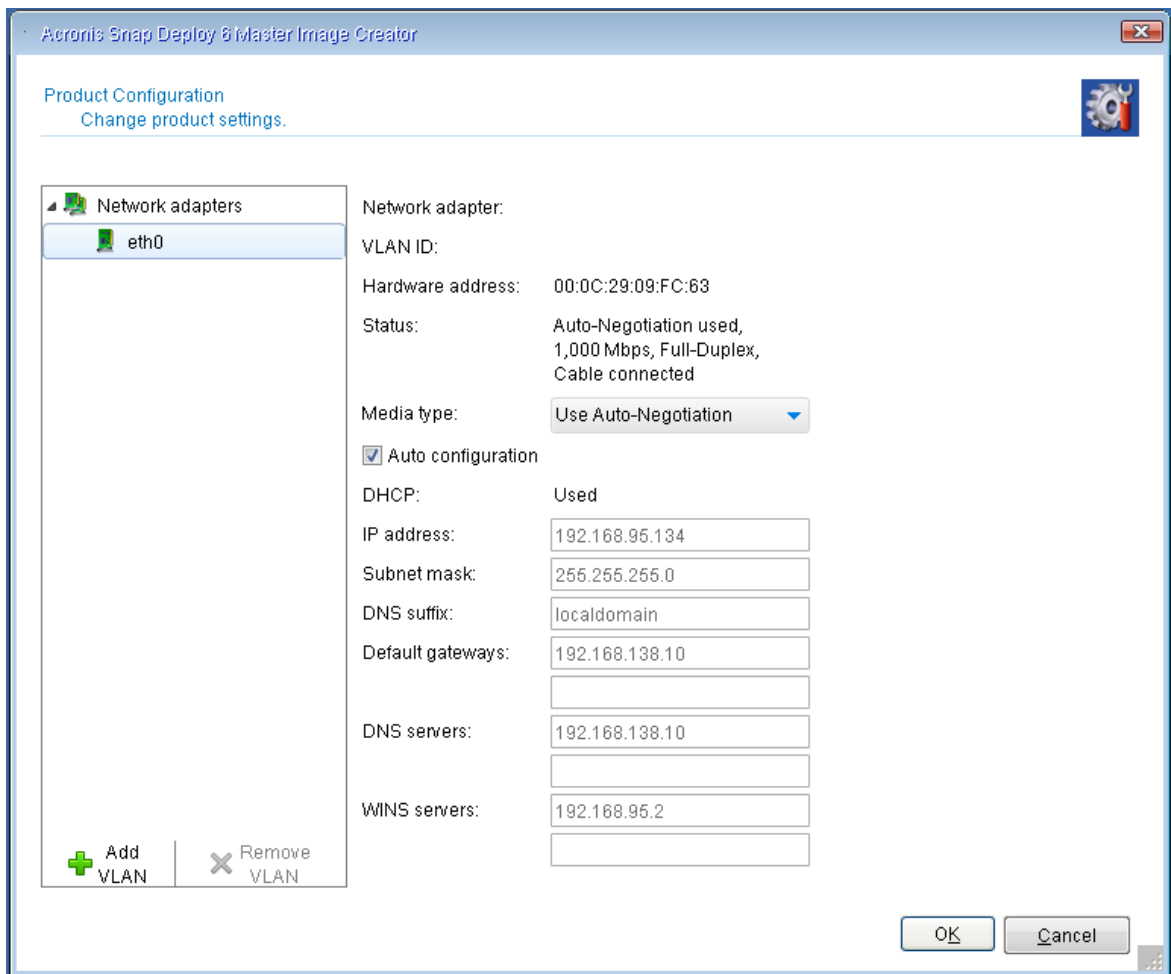 Acronis Snap Deploy 6 Master Image Creator
Product Configuration
Change product settings.
Network adapters
eth0
Add
VLAN
Remove
VLAN
Network adapter:
VLAN ID:
Hardware address: 00:0C:29:09:FC:63
Status: Auto-Negotiation used,
1,000 Mbps, Full-Duplex,
Cable connected
Media type: Use Auto-Negotiation
Auto configuration
DHCP: Used
IP address: 192.168.95.134
Subnet mask: 255.255.255.0
DNS suffix: localdomain
Default gateways: 192.168.138.10
DNS servers: 192.168.138.10
WINS servers: 192.168.95.2
OK
Cancel